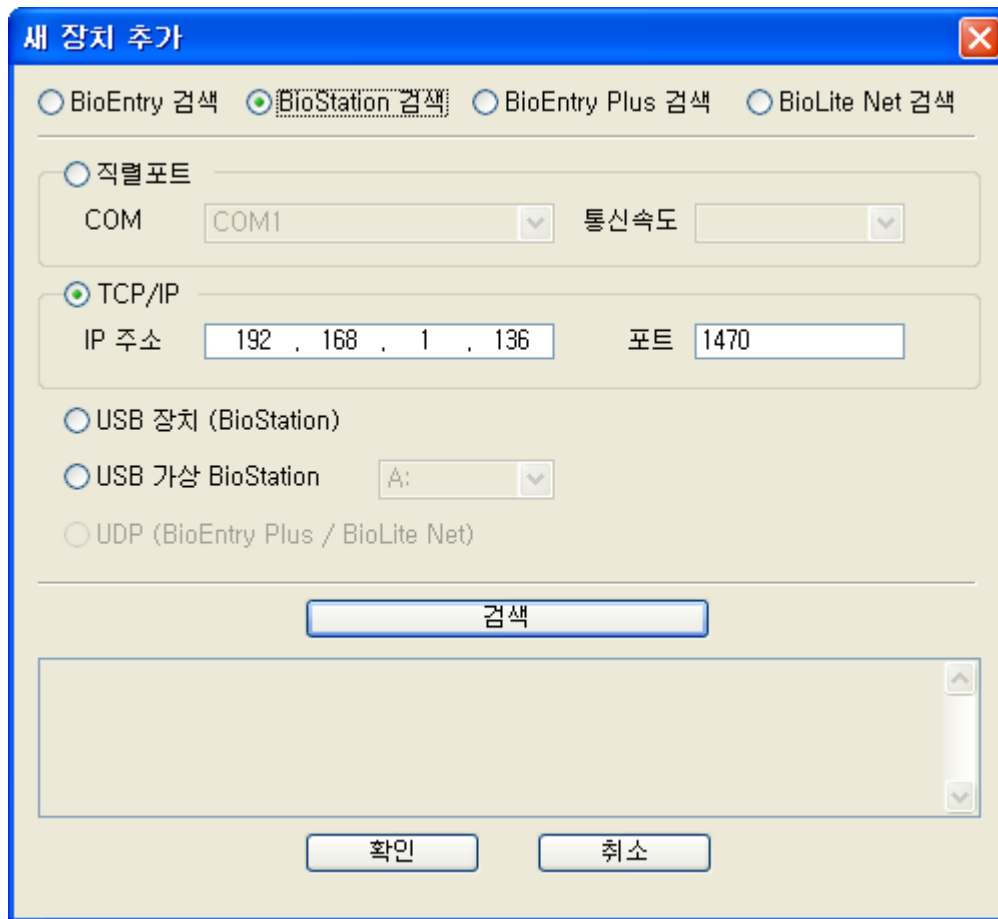 새 장치 추가
BioEntry 검색 BioStation 검색 BioEntry Plus 검색 BioLite Net 검색
직렬포트
COM COM1 통신속도
TCP/IP
IP 주소 192 . 168 . 1 . 136 포트 1470
USB 장치 (BioStation)
USB 가상 BioStation A:
UDP (BioEntry Plus / BioLite Net)
검색
확인 취소